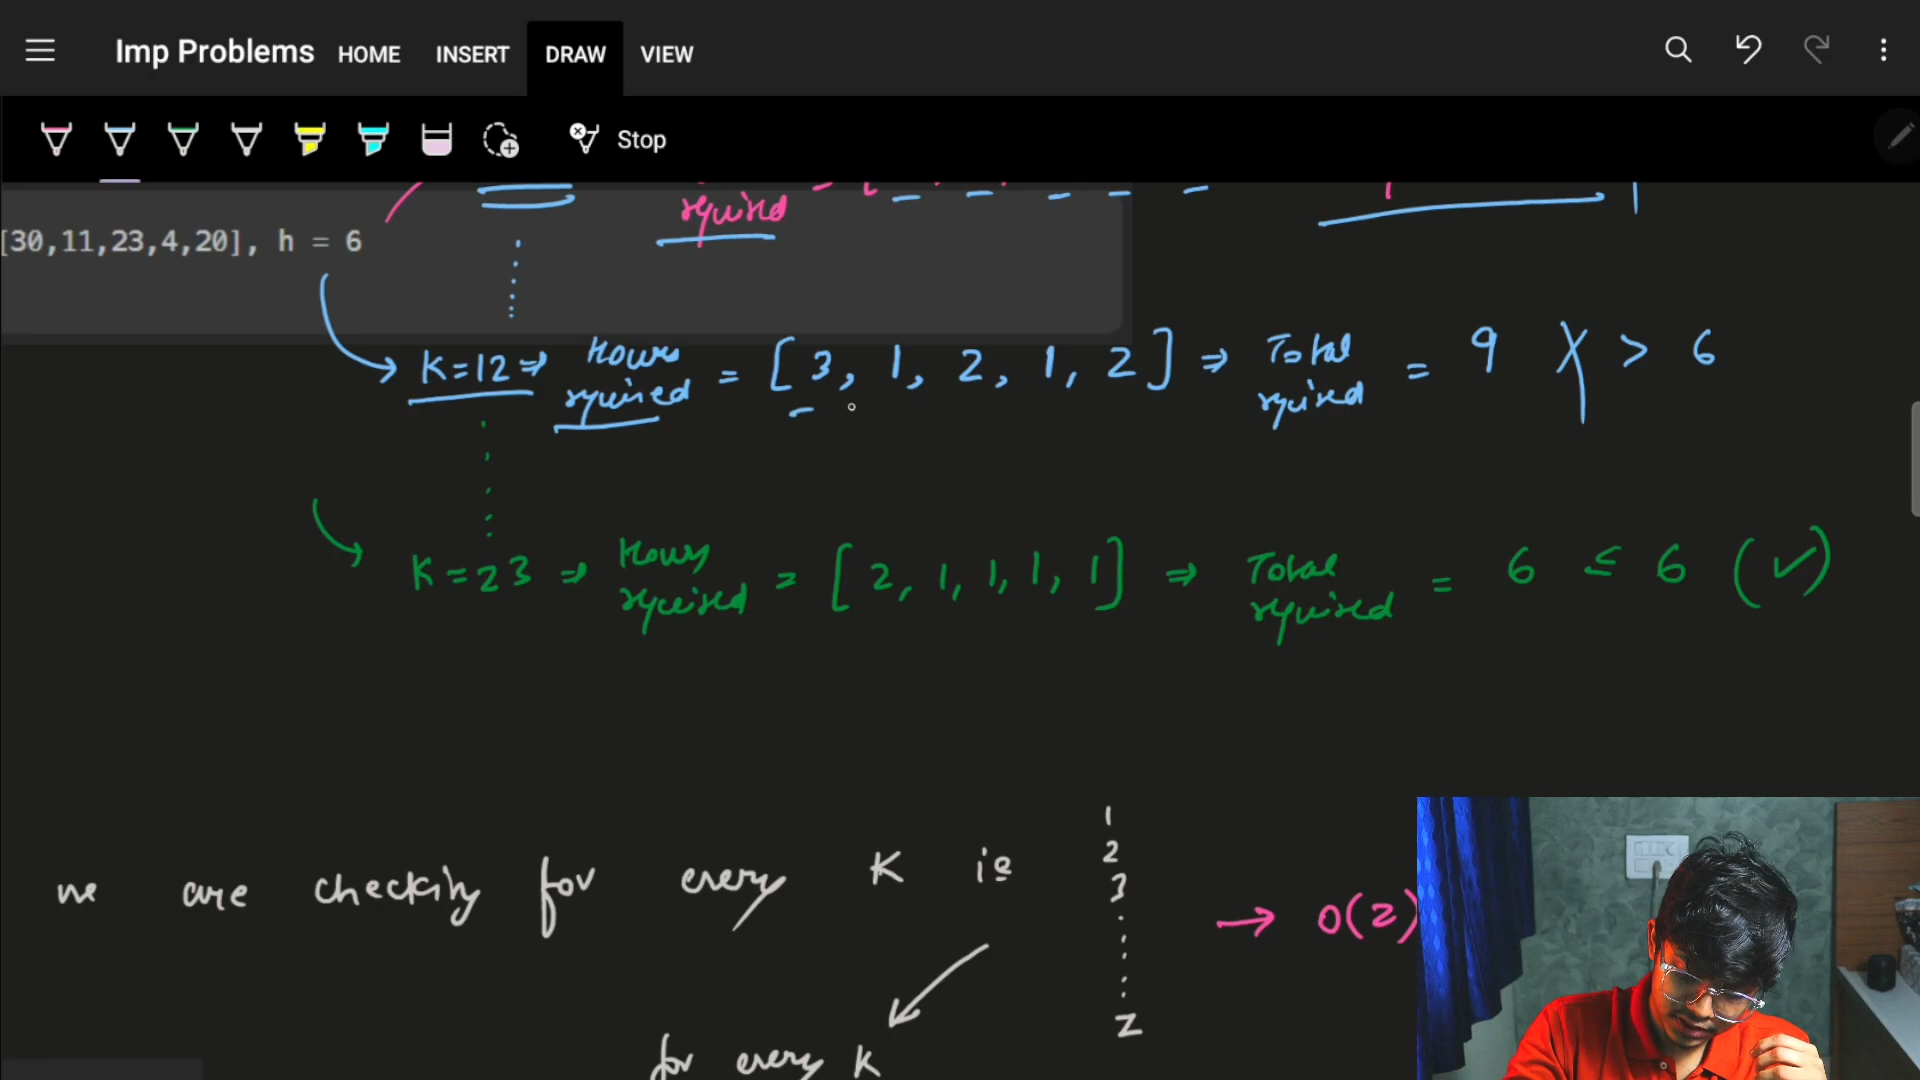 Imp Problems HOME INSERT DRAW VIEW
Stop
required
[30,11,23,4,20], h = 6
K=12 ⇒ Hours required = [3, 1, 2, 1, 2] ⇒ Total required = 9 X > 6
K=23 ⇒ Hours required = [2, 1, 1, 1, 1] ⇒ Total required = 6 ≤ 6 (✓)
we are checking for every K ie
1
2
3
.
.
.
.
Z
→ O(Z)
for every K